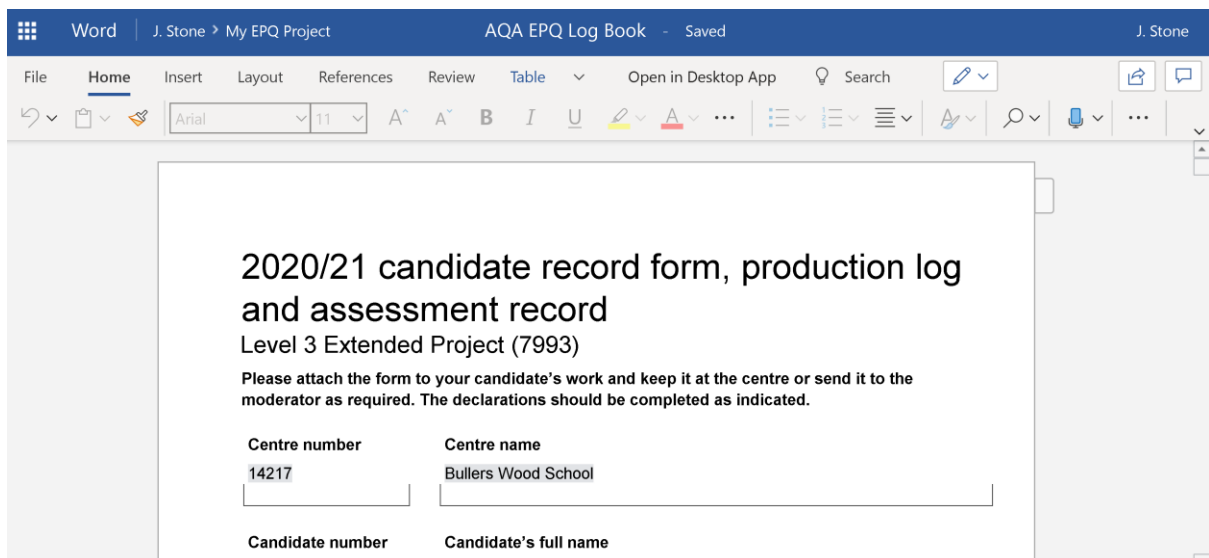 Word J. Stone > My EPQ Project AQA EPQ Log Book - Saved J. Stone
File Home Insert Layout References Review Table Open in Desktop App Search
Arial 11 A A B I U A
2020/21 candidate record form, production log
and assessment record
Level 3 Extended Project (7993)
Please attach the form to your candidate’s work and keep it at the centre or send it to the
moderator as required. The declarations should be completed as indicated.
Centre number Centre name
14217 Bullers Wood School
Candidate number Candidate’s full name